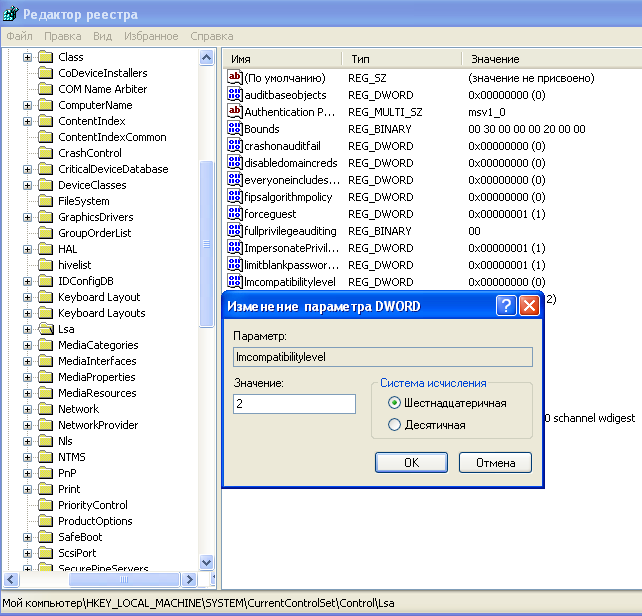 Редактор реестра
Файл Правка Вид Избранное Справка
Class
CoDeviceInstallers
COM Name Arbiter
ComputerName
ContentIndex
ContentIndexCommon
CrashControl
CriticalDeviceDatabase
DeviceClasses
FileSystem
GraphicsDrivers
GroupOrderList
HAL
hivelist
IDConfigDB
Keyboard Layout
Keyboard Layouts
Lsa
MediaCategories
MediaInterfaces
MediaProperties
MediaResources
Network
NetworkProvider
Nls
NTMS
PnP
Print
PriorityControl
ProductOptions
SafeBoot
ScsiPort
SecurePipeServers
Имя Тип Значение
(По умолчанию) REG_SZ (значение не присвоено)
auditbaseobjects REG_DWORD 0x00000000 (0)
Authentication P... REG_MULTI_SZ msv1_0
Bounds REG_BINARY 00 30 00 00 00 20 00 00
crashonauditfail REG_DWORD 0x00000000 (0)
disabledomaincreds REG_DWORD 0x00000000 (0)
everyoneincludes... REG_DWORD 0x00000000 (0)
fipsalgorithmpolicy REG_DWORD 0x00000000 (0)
forceguest REG_DWORD 0x00000001 (1)
fullprivilegeauditing REG_BINARY 00
ImpersonatePrivil... REG_DWORD 0x00000001 (1)
limitblankpasswor... REG_DWORD 0x00000001 (1)
lmcompatibilitylevel REG_DWORD 0x00000000 (0)
2)
0 schannel wdigest
Изменение параметра DWORD
Параметр:
lmcompatibilitylevel
Значение:
2
Система исчисления
Шестнадцатеричная
Десятичная
OK Отмена
Мой компьютер\HKEY_LOCAL_MACHINE\SYSTEM\CurrentControlSet\Control\Lsa